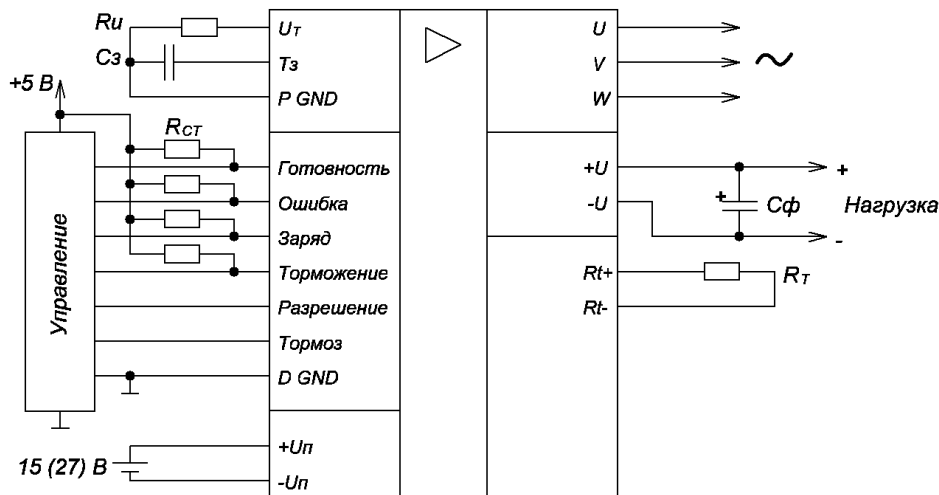 Rи
Cз
+5 В
Rст
Управление
15 (27) В
Uт
Tз
P GND
Готовность
Ошибка
Заряд
Торможение
Разрешение
Тормоз
D GND
+Uп
-Uп
U
V
W
+U
-U
Rt+
Rt-
+
Cф
+
-
Нагрузка
Rт